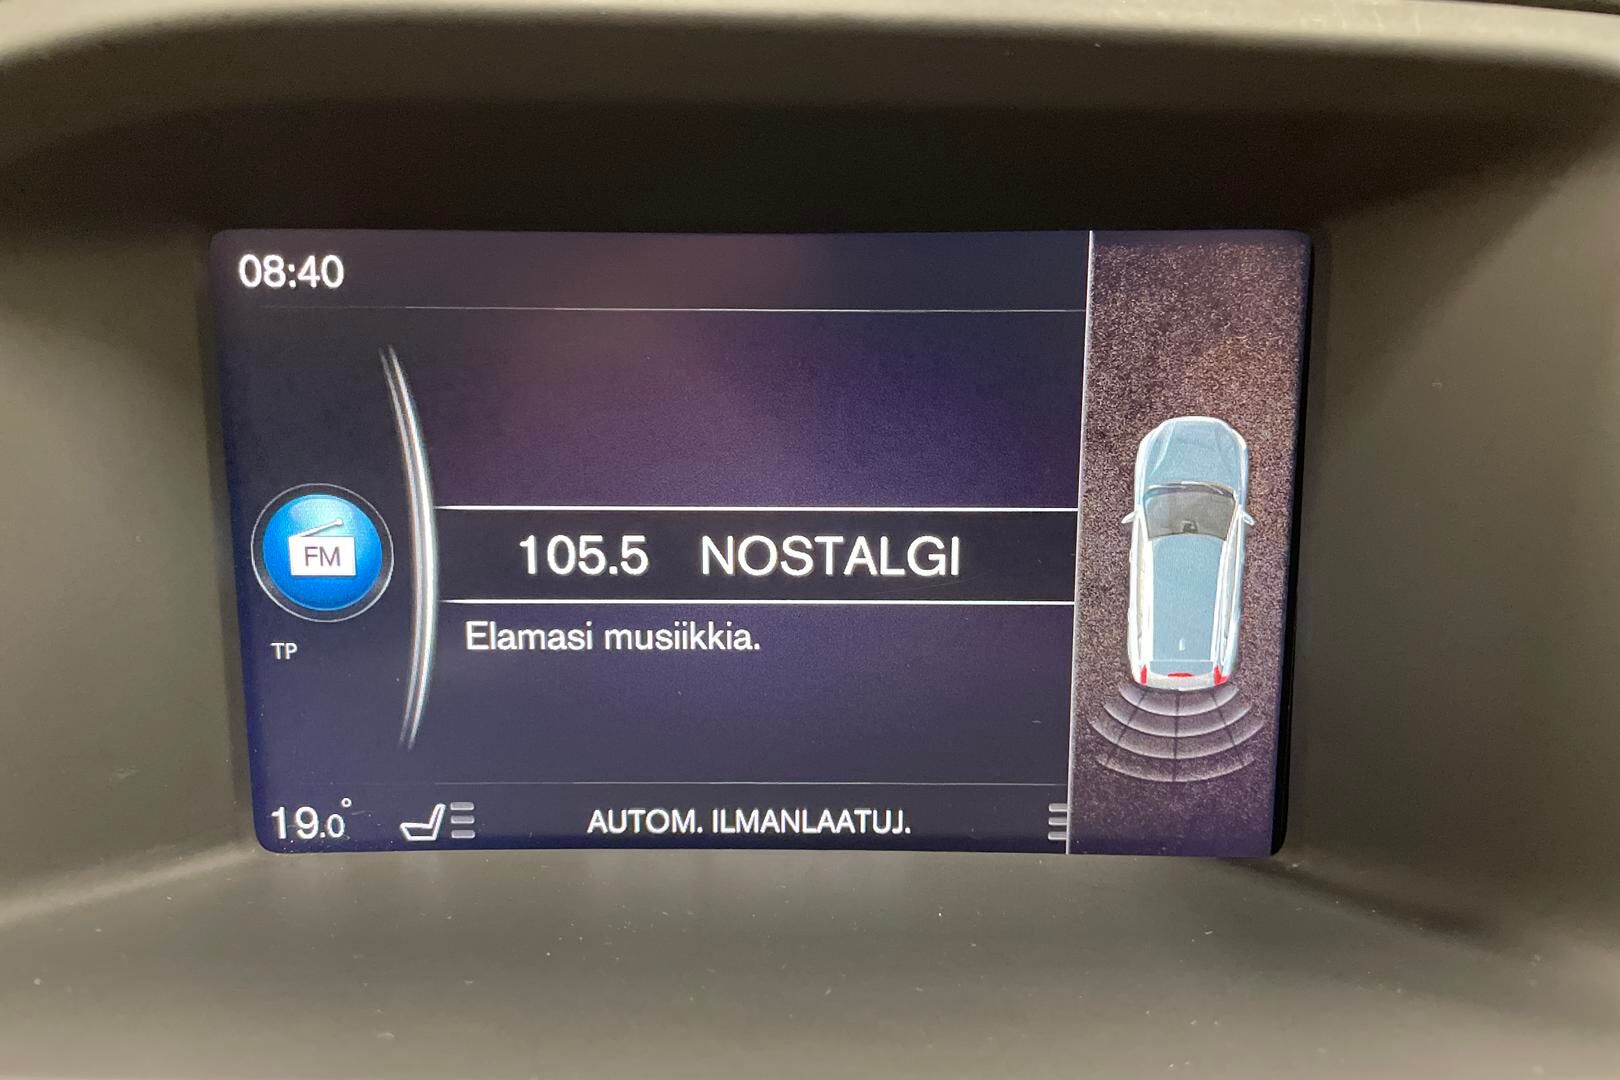 08:40
FM
105.5 NOSTALGI
TP
Elamasi musiikkia.
19.0° AUTOM. ILMANLAATUJ.